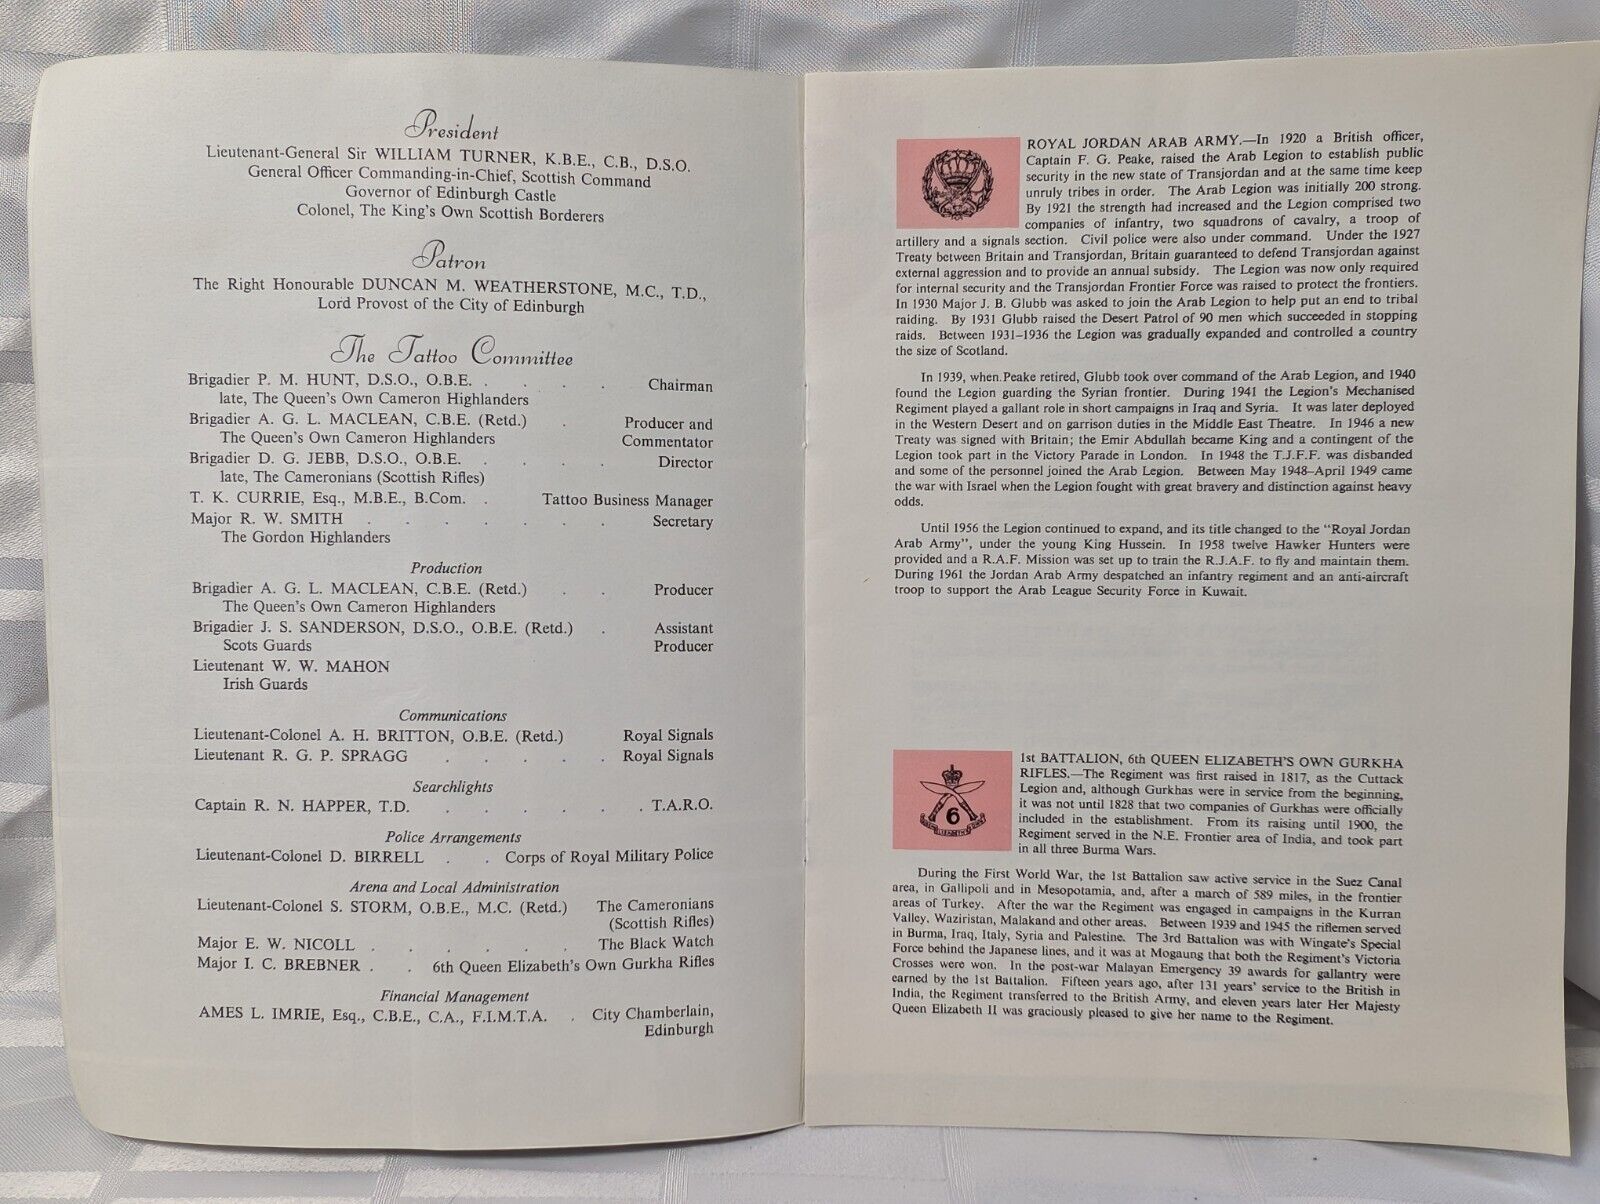 President
Lieutenant-General Sir WILLIAM TURNER, K.B.E., C.B., D.S.O.
General Officer Commanding-in-Chief, Scottish Command
Governor of Edinburgh Castle
Colonel, The King's Own Scottish Borderers
Patron
The Right Honourable DUNCAN M. WEATHERSTONE, M.C., T.D.,
Lord Provost of the City of Edinburgh
The Tattoo Committee
Brigadier P. M. HUNT, D.S.O., O.B.E. . . . . Chairman
late, The Queen's Own Cameron Highlanders
Brigadier A. G. L. MACLEAN, C.B.E. (Retd.) . Producer and
The Queen's Own Cameron Highlanders Commentator
Brigadier D. G. JEBB, D.S.O., O.B.E. . . . . Director
late, The Cameronians (Scottish Rifles)
T. K. CURRIE, Esq., M.B.E., B.Com. . Tattoo Business Manager
Major R. W. SMITH . . . . . . . Secretary
The Gordon Highlanders
Production
Brigadier A. G. L. MACLEAN, C.B.E. (Retd.) . . Producer
The Queen's Own Cameron Highlanders
Brigadier J. S. SANDERSON, D.S.O., O.B.E. (Retd.) . Assistant
Scots Guards Producer
Lieutenant W. W. MAHON
Irish Guards
Communications
Lieutenant-Colonel A. H. BRITTON, O.B.E. (Retd.) Royal Signals
Lieutenant R. G. P. SPRAGG . . . . . Royal Signals
Searchlights
Captain R. N. HAPPER, T.D. . . . . . . T.A.R.O.
Police Arrangements
Lieutenant-Colonel D. BIRRELL . . Corps of Royal Military Police
Arena and Local Administration
Lieutenant-Colonel S. STORM, O.B.E., M.C. (Retd.) The Cameronians
(Scottish Rifles)
Major E. W. NICOLL . . . . . . The Black Watch
Major I. C. BREBNER . . 6th Queen Elizabeth's Own Gurkha Rifles
Financial Management
AMES L. IMRIE, Esq., C.B.E., C.A., F.I.M.T.A. . City Chamberlain,
Edinburgh
ROYAL JORDAN ARAB ARMY.—In 1920 a British officer,
Captain F. G. Peake, raised the Arab Legion to establish public
security in the new state of Transjordan and at the same time keep
unruly tribes in order. The Arab Legion was initially 200 strong.
By 1921 the strength had increased and the Legion comprised two
companies of infantry, two squadrons of cavalry, a troop of
artillery and a signals section. Civil police were also under command. Under the 1927
Treaty between Britain and Transjordan, Britain guaranteed to defend Transjordan against
external aggression and to provide an annual subsidy. The Legion was now only required
for internal security and the Transjordan Frontier Force was raised to protect the frontiers.
In 1930 Major J. B. Glubb was asked to join the Arab Legion to help put an end to tribal
raiding. By 1931 Glubb raised the Desert Patrol of 90 men which succeeded in stopping
raids. Between 1931–1936 the Legion was gradually expanded and controlled a country
the size of Scotland.
In 1939, when Peake retired, Glubb took over command of the Arab Legion, and 1940
found the Legion guarding the Syrian frontier. During 1941 the Legion's Mechanised
Regiment played a gallant role in short campaigns in Iraq and Syria. It was later deployed
in the Western Desert and on garrison duties in the Middle East Theatre. In 1946 a new
Treaty was signed with Britain; the Emir Abdullah became King and a contingent of the
Legion took part in the Victory Parade in London. In 1948 the T.J.F.F. was disbanded
and some of the personnel joined the Arab Legion. Between May 1948–April 1949 came
the war with Israel when the Legion fought with great bravery and distinction against heavy
odds.
Until 1956 the Legion continued to expand, and its title changed to the "Royal Jordan
Arab Army", under the young King Hussein. In 1958 twelve Hawker Hunters were
provided and a R.A.F. Mission was set up to train the R.J.A.F. to fly and maintain them.
During 1961 the Jordan Arab Army despatched an infantry regiment and an anti-aircraft
troop to support the Arab League Security Force in Kuwait.
6
1st BATTALION, 6th QUEEN ELIZABETH'S OWN GURKHA
RIFLES.—The Regiment was first raised in 1817, as the Cuttack
Legion and, although Gurkhas were in service from the beginning,
it was not until 1828 that two companies of Gurkhas were officially
included in the establishment. From its raising until 1900, the
Regiment served in the N.E. Frontier area of India, and took part
in all three Burma Wars.
During the First World War, the 1st Battalion saw active service in the Suez Canal
area, in Gallipoli and in Mesopotamia, and, after a march of 589 miles, in the frontier
areas of Turkey. After the war the Regiment was engaged in campaigns in the Kurran
Valley, Waziristan, Malakand and other areas. Between 1939 and 1945 the riflemen served
in Burma, Iraq, Italy, Syria and Palestine. The 3rd Battalion was with Wingate's Special
Force behind the Japanese lines, and it was at Mogaung that both the Regiment's Victoria
Crosses were won. In the post-war Malayan Emergency 39 awards for gallantry were
earned by the 1st Battalion. Fifteen years ago, after 131 years' service to the British in
India, the Regiment transferred to the British Army, and eleven years later Her Majesty
Queen Elizabeth II was graciously pleased to give her name to the Regiment.